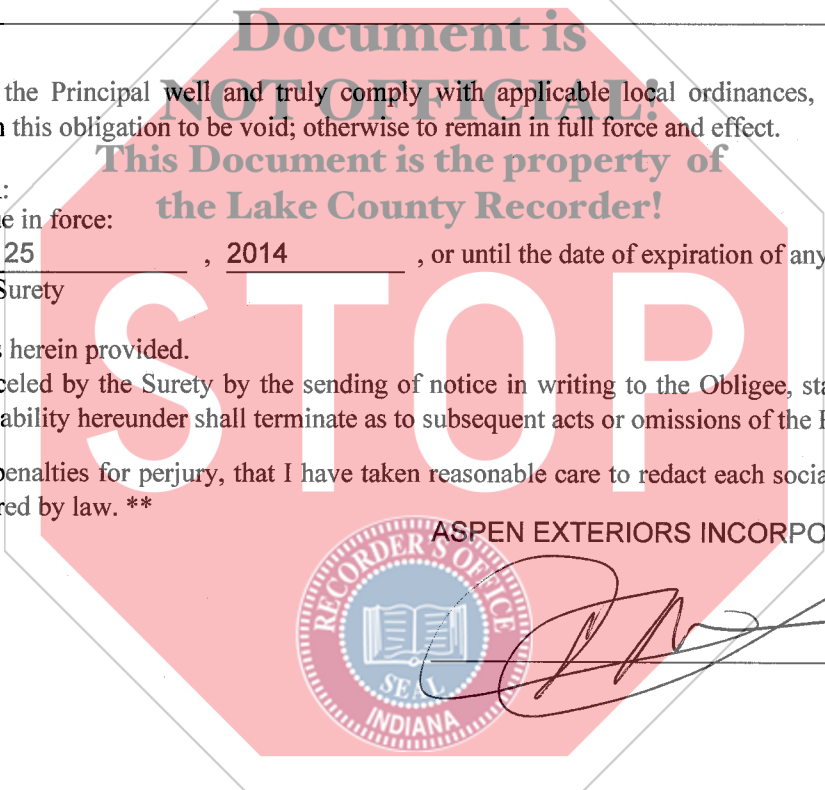 Document is
the Principal well and truly comply with applicable local ordinances,
NOT OFFICIAL!
this obligation to be void; otherwise to remain in full force and effect.
This Document is the property of
the Lake County Recorder!
e in force:
25 , 2014 , or until the date of expiration of any
Surety
STOP
s herein provided.
celed by the Surety by the sending of notice in writing to the Obligee, sta
ability hereunder shall terminate as to subsequent acts or omissions of the
penalties for perjury, that I have taken reasonable care to redact each socia
red by law. **
ASPEN EXTERIORS INCORPO
RECORDER'S OFFICE
SEAL
INDIANA